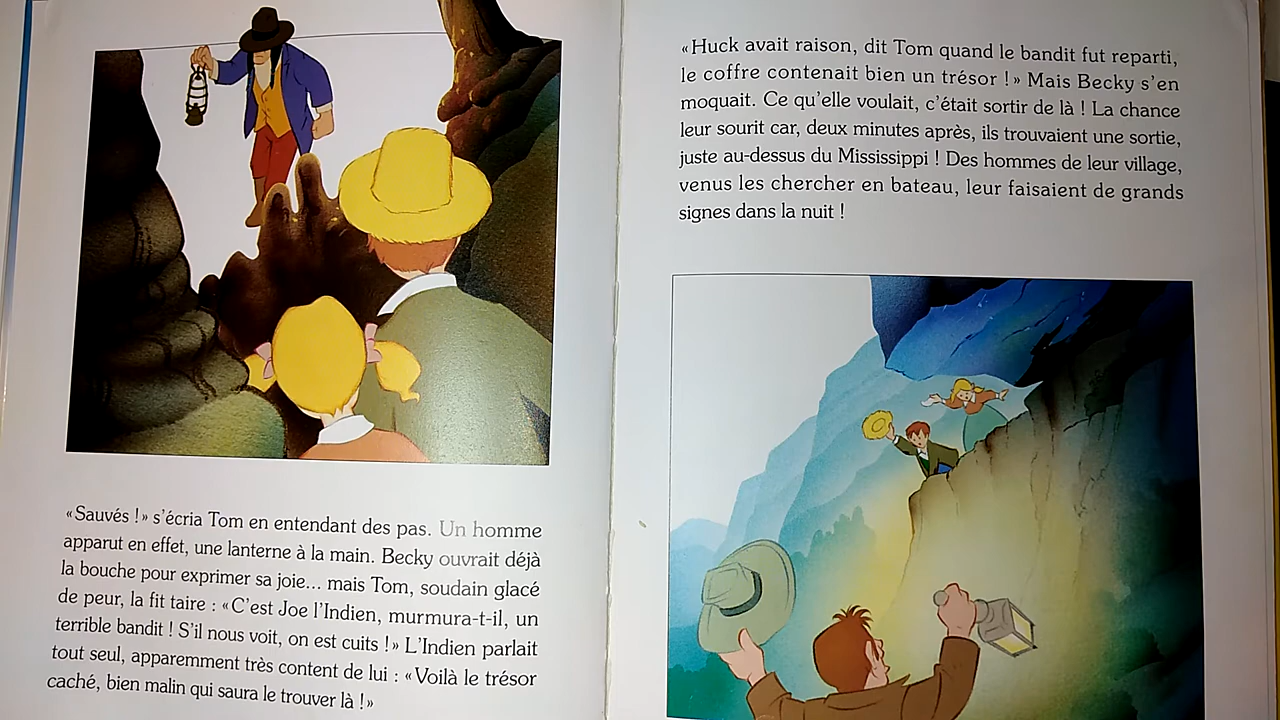 «Sauvés !» s'écria Tom en entendant des pas. Un homme
apparut en effet, une lanterne à la main. Becky ouvrait déjà
la bouche pour exprimer sa joie... mais Tom, soudain glacé
de peur, la fit taire : «C'est Joe l'Indien, murmura-t-il, un
terrible bandit ! S'il nous voit, on est cuits !» L'Indien parlait
tout seul, apparemment très content de lui : «Voilà le trésor
caché, bien malin qui saura le trouver là !»
«Huck avait raison, dit Tom quand le bandit fut reparti,
le coffre contenait bien un trésor !» Mais Becky s'en
moquait. Ce qu'elle voulait, c'était sortir de là ! La chance
leur sourit car, deux minutes après, ils trouvaient une sortie,
juste au-dessus du Mississippi ! Des hommes de leur village,
venus les chercher en bateau, leur faisaient de grands
signes dans la nuit !